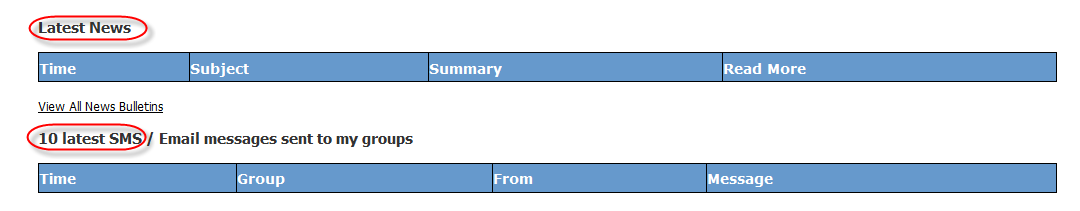 Latest News
Time Subject Summary Read More
View All News Bulletins
10 latest SMS / Email messages sent to my groups
Time Group From Message